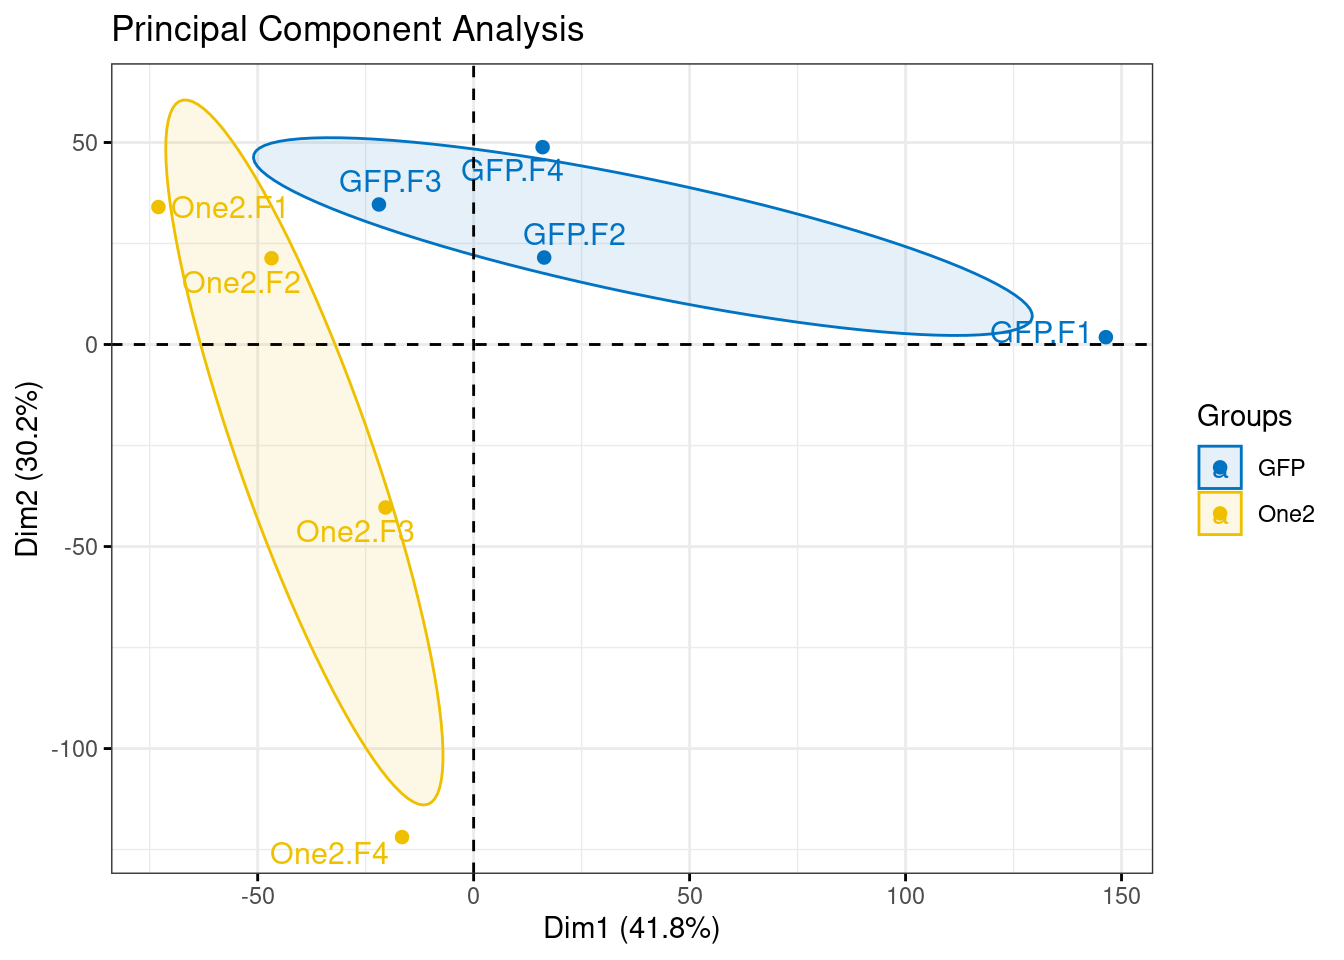 Principal Component Analysis
50
0
-50
-100
Dim2 (30.2%)
GFP.F4
GFP.F3
One2.F1
GFP.F2
One2.F2
GFP.F1
One2.F3
One2.F4
-50
0
50
100
150
Dim1 (41.8%)
Groups
a GFP
a One2